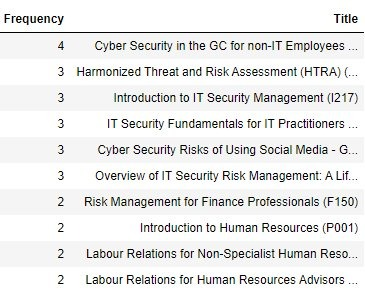 Frequency Title
4 Cyber Security in the GC for non-IT Employees ...
3 Harmonized Threat and Risk Assessment (HTRA) (...
3 Introduction to IT Security Management (I217)
3 IT Security Fundamentals for IT Practitioners ...
3 Cyber Security Risks of Using Social Media - G...
3 Overview of IT Security Risk Management: A Lif...
2 Risk Management for Finance Professionals (F150)
2 Introduction to Human Resources (P001)
2 Labour Relations for Non-Specialist Human Reso...
2 Labour Relations for Human Resources Advisors ...